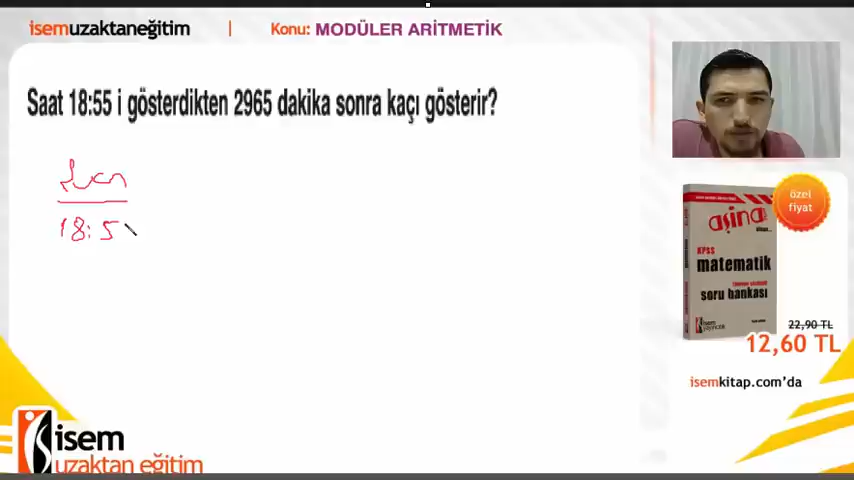 isemuzaktaneğitim | Konu: MODÜLER ARİTMETİK
Saat 18:55 i gösterdikten 2965 dakika sonra kaçı gösterir?
18:5
özel
fiyat
aşina
KPSS
matematik
soru bankası
22,90 TL
12,60 TL
isemkitap.com'da
isem
uzaktan eğitim